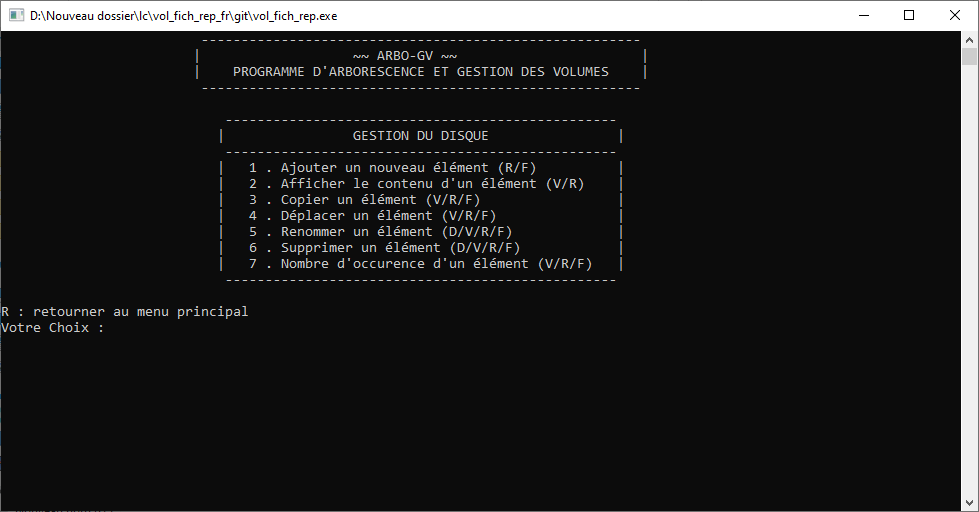 D:\Nouveau dossier\lc\vol_fich_rep_fr\git\vol_fich_rep.exe
~~ ARBO-GV ~~
PROGRAMME D'ARBORESCENCE ET GESTION DES VOLUMES
GESTION DU DISQUE
1 . Ajouter un nouveau élément (R/F)
2 . Afficher le contenu d'un élément (V/R)
3 . Copier un élément (V/R/F)
4 . Déplacer un élément (V/R/F)
5 . Renommer un élément (D/V/R/F)
6 . Supprimer un élément (D/V/R/F)
7 . Nombre d'occurence d'un élément (V/R/F)
R : retourner au menu principal
Votre Choix :